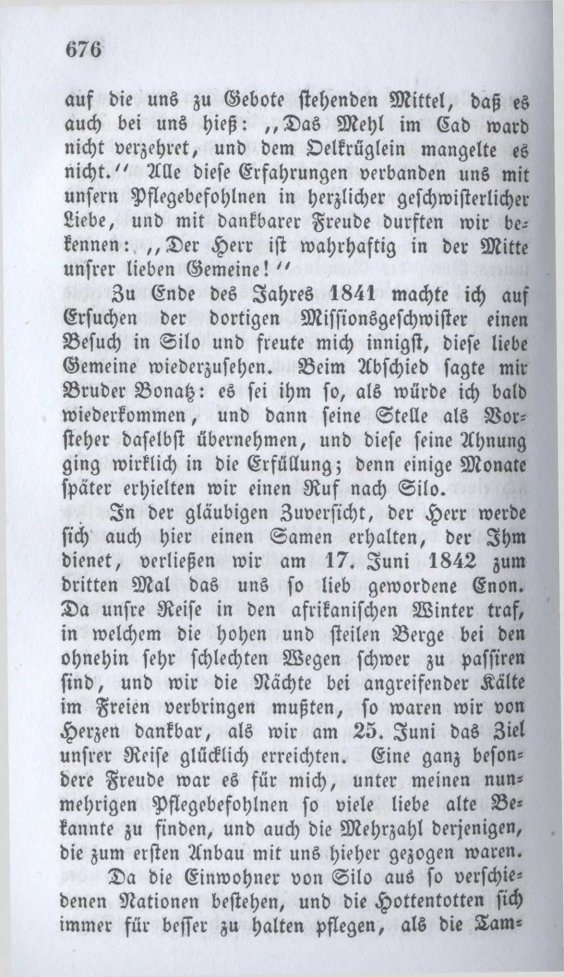 676
auf die uns zu Gebote stehenden Mittel, daß es
auch bei uns hieß: „Das Mehl im Cad ward
nicht verzehret, und dem Oelkrüglein mangelte es
nicht.“ Alle diese Erfahrungen verbanden uns mit
unsern Pflegebefohlnen in herzlicher geschwisterlicher
Liebe, und mit dankbarer Freude durften wir be-
kennen: „Der Herr ist wahrhaftig in der Mitte
unsrer lieben Gemeine!“
Zu Ende des Jahres 1841 machte ich auf
Ersuchen der dortigen Missionsgeschwister einen
Besuch in Silo und freute mich innigst, diese liebe
Gemeine wiederzusehen. Beim Abschied sagte mir
Bruder Bonatz: es sei ihm so, als würde ich bald
wiederkommen, und dann seine Stelle als Vor-
steher daselbst übernehmen, und diese seine Ahnung
ging wirklich in die Erfüllung; denn einige Monate
später erhielten wir einen Ruf nach Silo.
In der gläubigen Zuversicht, der Herr werde
sich auch hier einen Samen erhalten, der Ihm
dienet, verließen wir am 17. Juni 1842 zum
dritten Mal das uns so lieb gewordene Enon.
Da unsre Reise in den afrikanischen Winter traf,
in welchem die hohen und steilen Berge bei den
ohnehin sehr schlechten Wegen schwer zu passiren
sind, und wir die Nächte bei angreifender Kälte
im Freien verbringen mußten, so waren wir von
Herzen dankbar, als wir am 25. Juni das Ziel
unsrer Reise glücklich erreichten. Eine ganz beson-
dere Freude war es für mich, unter meinen nun-
mehrigen Pflegebefohlnen so viele liebe alte Be-
kannte zu finden, und auch die Mehrzahl derjenigen,
die zum ersten Anbau mit uns hieher gezogen waren.
Da die Einwohner von Silo aus so verschie-
denen Nationen bestehen, und die Hottentotten sich
immer für besser zu halten pflegen, als die Tam-